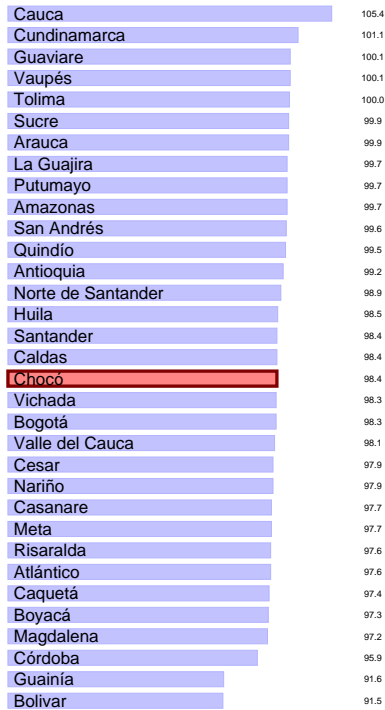 Cauca 105.4
Cundinamarca 101.1
Guaviare 100.1
Vaupés 100.1
Tolima 100.0
Sucre 99.9
Arauca 99.9
La Guajira 99.7
Putumayo 99.7
Amazonas 99.7
San Andrés 99.6
Quindío 99.5
Antioquia 99.2
Norte de Santander 98.9
Huila 98.5
Santander 98.4
Caldas 98.4
Chocó 98.4
Vichada 98.3
Bogotá 98.3
Valle del Cauca 98.1
Cesar 97.9
Nariño 97.9
Casanare 97.7
Meta 97.7
Risaralda 97.6
Atlántico 97.6
Caquetá 97.4
Boyacá 97.3
Magdalena 97.2
Córdoba 95.9
Guainía 91.6
Bolivar 91.5